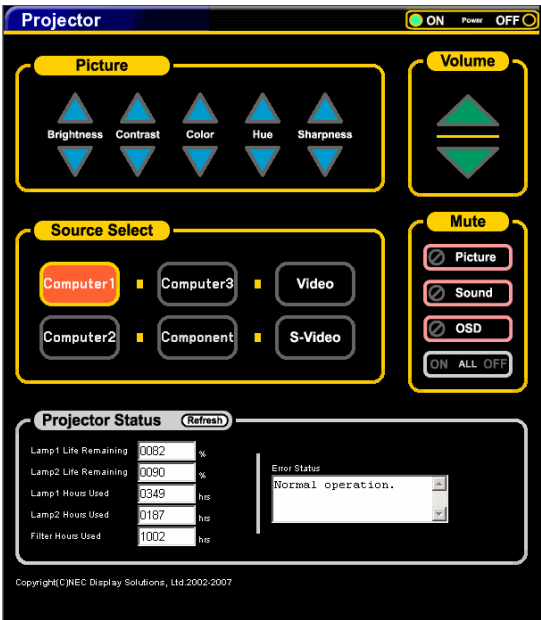 Projector
ON Power OFF
Picture
Brightness Contrast Color Hue Sharpness
Volume
Source Select
Computer1 Computer3 Video
Computer2 Component S-Video
Mute
Picture
Sound
OSD
ON ALL OFF
Projector Status Refresh
Lamp1 Life Remaining 0082 %
Lamp2 Life Remaining 0090 %
Lamp1 Hours Used 0349 hrs
Lamp2 Hours Used 0187 hrs
Filter Hours Used 1002 hrs
Error Status
Normal operation.
Copyright(C)NEC Display Solutions, Ltd.2002-2007